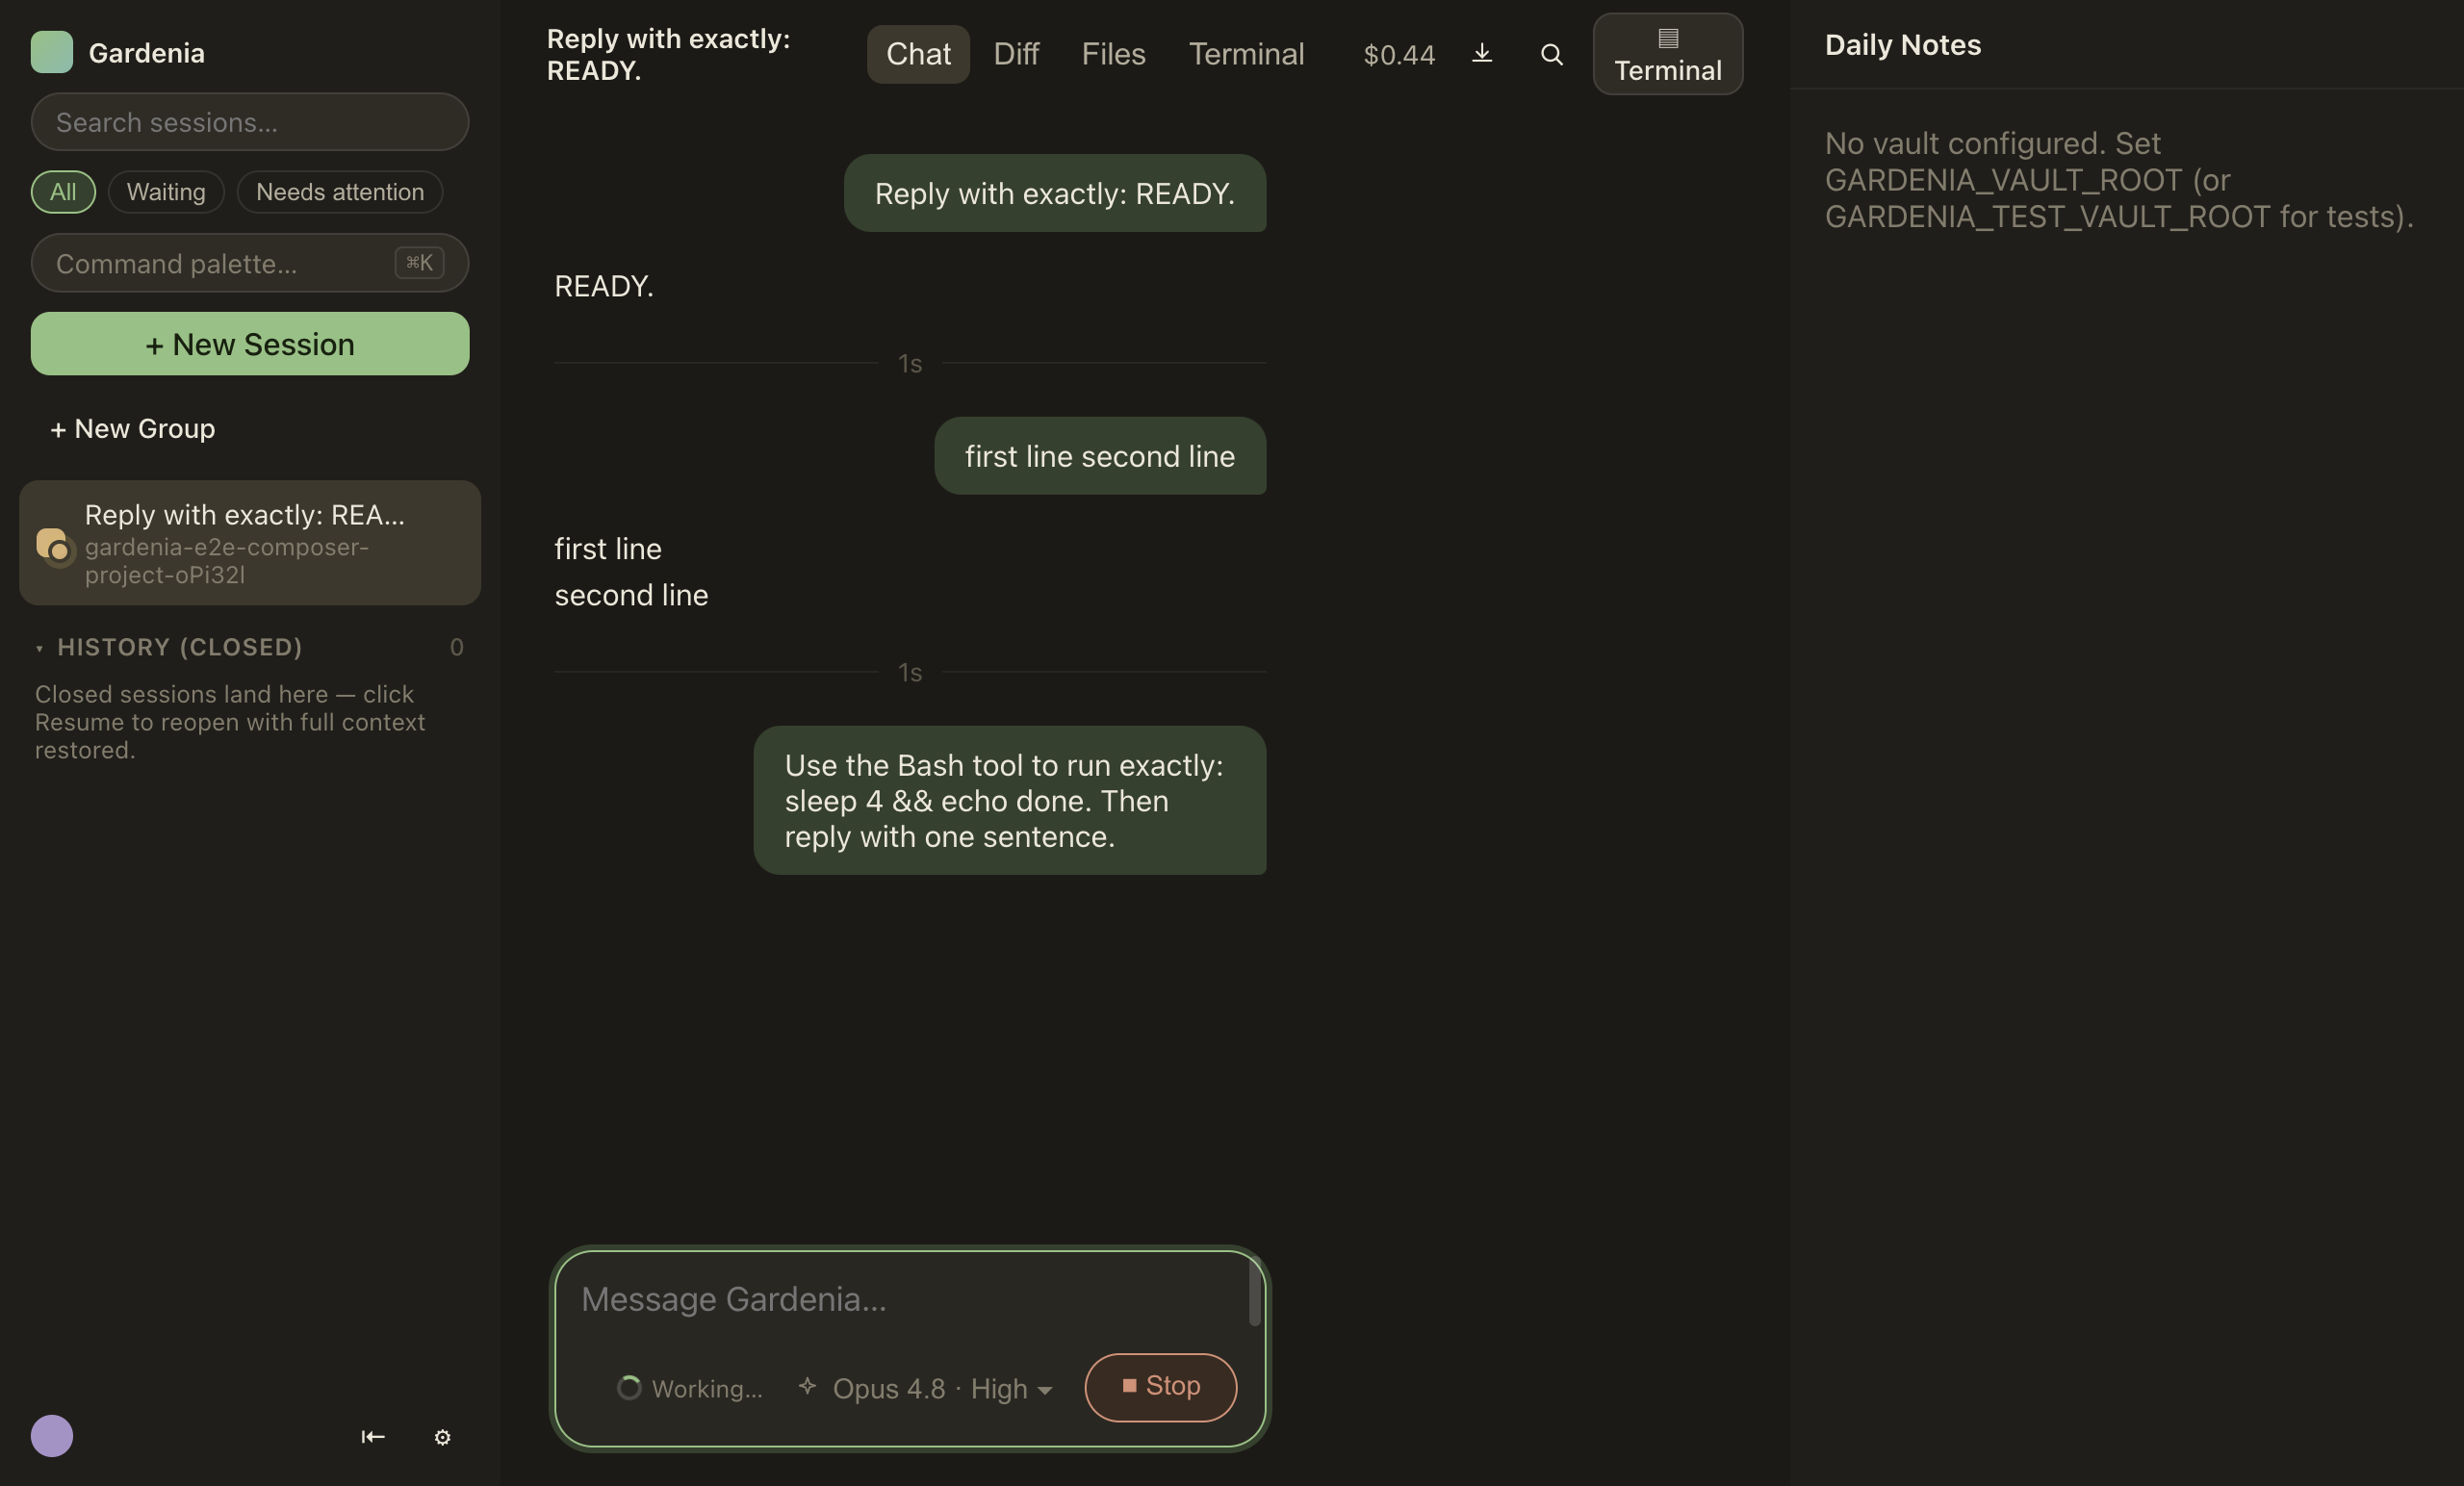 Gardenia
Search sessions...
All
Waiting
Needs attention
Command palette...
⌘K
+ New Session
+ New Group
Reply with exactly: REA...
gardenia-e2e-composer-
project-oPi32l
HISTORY (CLOSED)
0
Closed sessions land here — click
Resume to reopen with full context
restored.
Reply with exactly:
READY.
Chat
Diff
Files
Terminal
$0.44
Terminal
Reply with exactly: READY.
READY.
1s
first line second line
first line
second line
1s
Use the Bash tool to run exactly:
sleep 4 && echo done. Then
reply with one sentence.
Message Gardenia...
Working...
Opus 4.8 · High
Stop
Daily Notes
No vault configured. Set
GARDENIA_VAULT_ROOT (or
GARDENIA_TEST_VAULT_ROOT for tests).